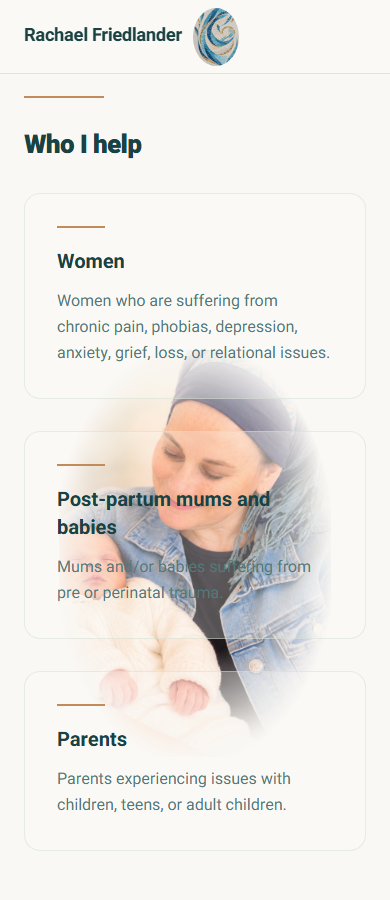 Rachael Friedlander
Who I help
Women
Women who are suffering from
chronic pain, phobias, depression,
anxiety, grief, loss, or relational issues.
Post-partum mums and
babies
Mums and/or babies suffering from
pre or perinatal trauma.
Parents
Parents experiencing issues with
children, teens, or adult children.